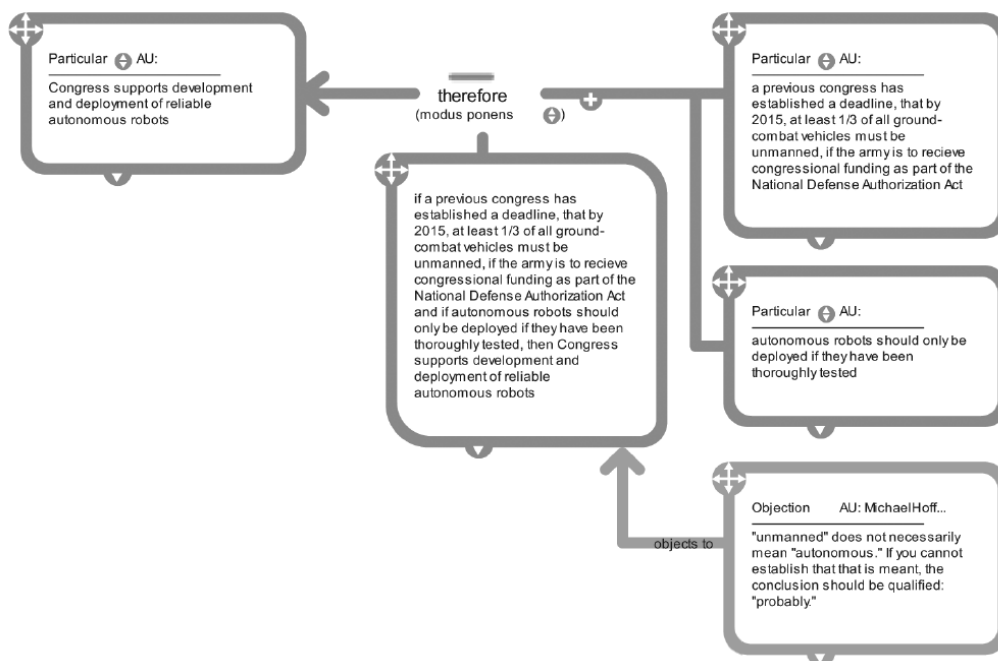 Particular AU:
Congress supports development
and deployment of reliable
autonomous robots
therefore
(modus ponens )
Particular AU:
a previous congress has
established a deadline, that by
2015, at least 1/3 of all ground-
combat vehicles must be
unmanned, if the army is to recieve
congressional funding as part of the
National Defense Authorization Act
if a previous congress has
established a deadline, that by
2015, at least 1/3 of all ground-
combat vehicles must be
unmanned, if the army is to recieve
congressional funding as part of the
National Defense Authorization Act
and if autonomous robots should
only be deployed if they have been
thoroughly tested, then Congress
supports development and
deployment of reliable
autonomous robots
Particular AU:
autonomous robots should only be
deployed if they have been
thoroughly tested
objects to
Objection AU: MichaelHoff...
"unmanned" does not necessarily
mean "autonomous." If you cannot
establish that that is meant, the
conclusion should be qualified:
"probably."